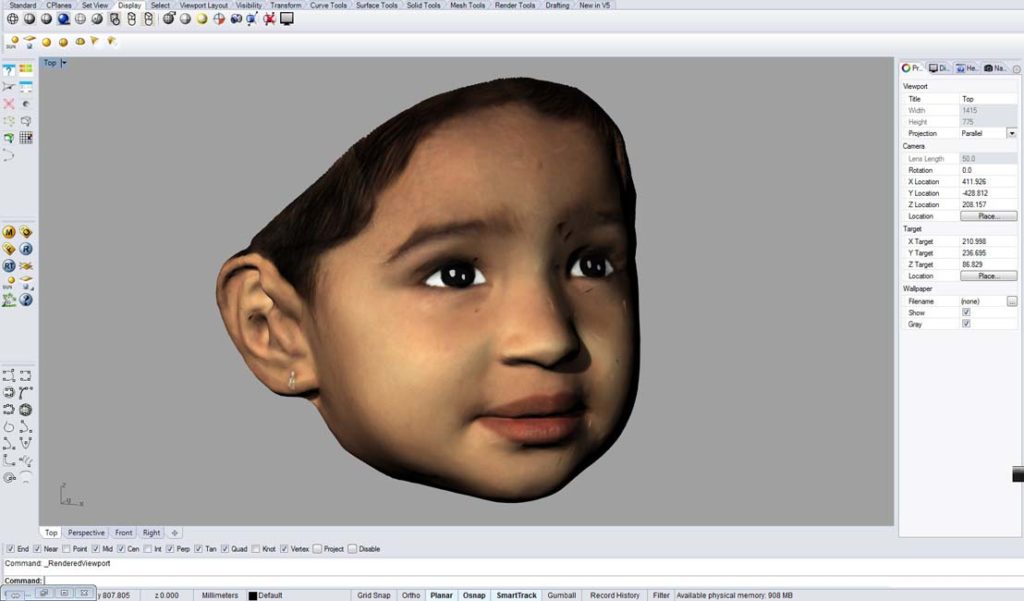 Standard CPlanes Set View Display Select Viewport Layout Visibility Transform Curve Tools Surface Tools Solid Tools Mesh Tools Render Tools Drafting New in V5
Top
Pr... Di... He... Na...
Viewport
Title Top
Width 1415
Height 775
Projection Parallel
Camera
Lens Length 50.0
Rotation 0.0
X Location 411.926
Y Location -428.812
Z Location 208.157
Location Place...
Target
X Target 210.998
Y Target 236.695
Z Target 86.829
Location Place...
Wallpaper
Filename (none) ...
Show
Gray
Top Perspective Front Right
End Near Point Mid Cen Int Perp Tan Quad Knot Vertex Project Disable
Command: _RenderedViewport
Command:
y 807.805 z 0.000 Millimeters Default Grid Snap Ortho Planar Osnap SmartTrack Gumball Record History Filter Available physical memory: 908 MB